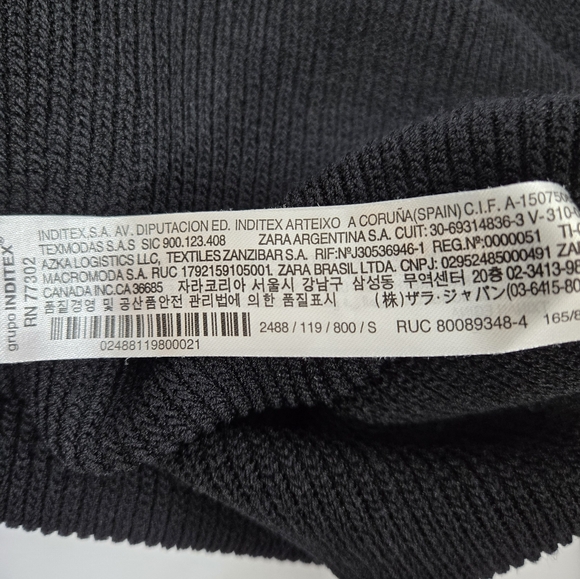 grupo INDITEX®
RN 77302
INDITEX,S.A. AV. DIPUTACION ED. INDITEX ARTEIXO A CORUÑA(SPAIN) C.I.F.
TEXMODAS S.A.S SIC 900.123.408 ZARA ARGENTINA S.A. CUIT: 30-69314836-3
AZKA LOGISTICS LLC, TEXTILES ZANZIBAR S.A. RIF:NºJ30536946-1 REG.Nº:0000051
MACROMODA S.A. RUC 1792159105001. ZARA BRASIL LTDA. CNPJ: 02952485000491
CANADA INC.CA 36685 자라코리아 서울시 강남구 삼성동 무역센터 20층
품질경영 및 공산품안전 관리법에 의한 품질표시 (株) ザラ・ジャパン
2488 / 119 / 800 / S RUC 80089348-4
02488119800021